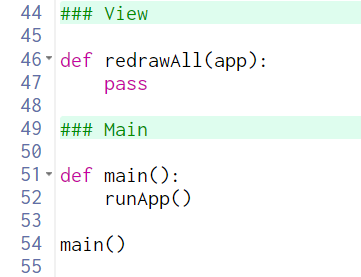 44 ### View
45
46 def redrawAll(app):
47     pass
48
49 ### Main
50
51 def main():
52     runApp()
53
54 main()
55